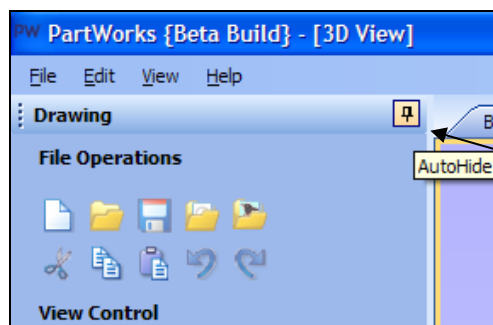 PW PartWorks {Beta Build} - [3D View]
File Edit View Help
Drawing
B
AutoHide
File Operations
View Control